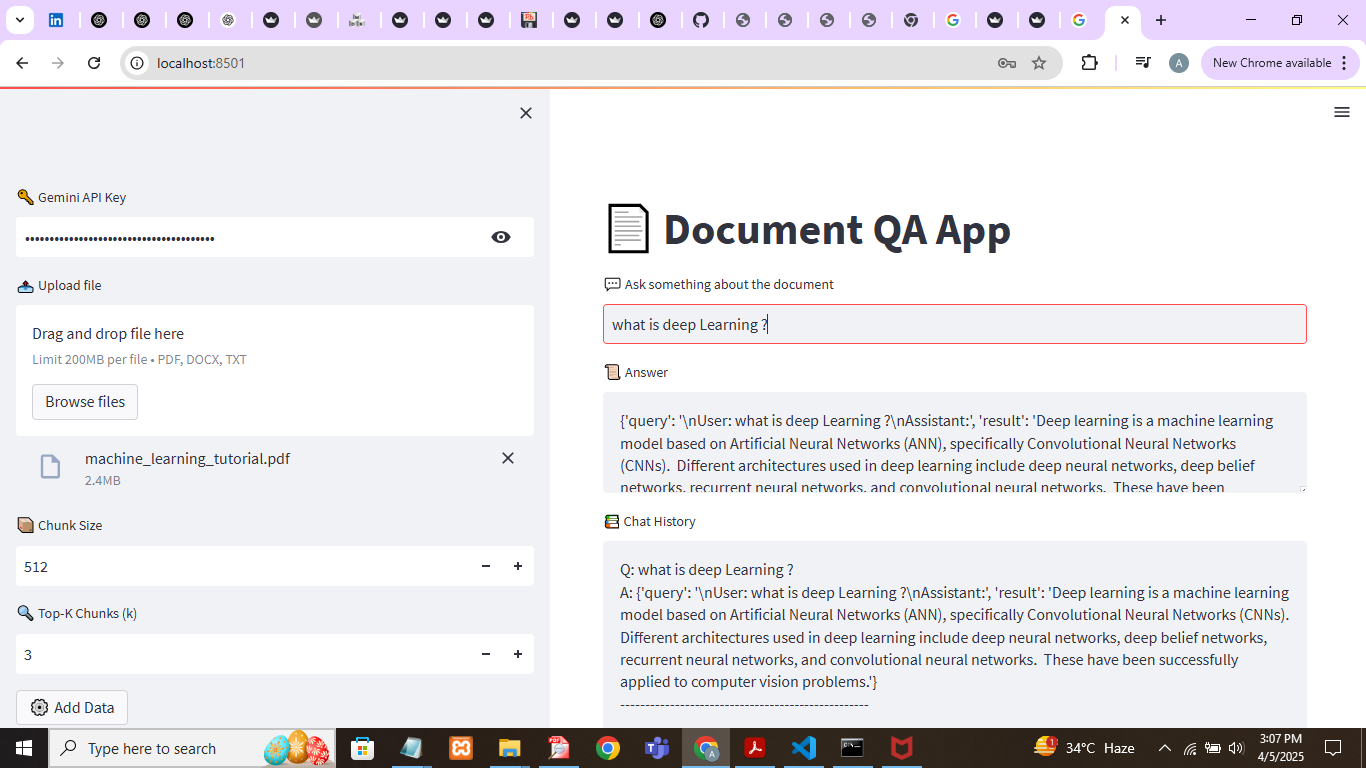 localhost:8501
A
New Chrome available
Gemini API Key
••••••••••••••••••••••••••••••••••••••
Upload file
Drag and drop file here
Limit 200MB per file • PDF, DOCX, TXT
Browse files
machine_learning_tutorial.pdf
2.4MB
Chunk Size
512
Top-K Chunks (k)
3
Add Data
Document QA App
Ask something about the document
what is deep Learning ?
Answer
{'query': '\nUser: what is deep Learning ?\nAssistant:', 'result': 'Deep learning is a machine learning
model based on Artificial Neural Networks (ANN), specifically Convolutional Neural Networks
(CNNs).  Different architectures used in deep learning include deep neural networks, deep belief
networks, recurrent neural networks, and convolutional neural networks.  These have been
Chat History
Q: what is deep Learning ?
A: {'query': '\nUser: what is deep Learning ?\nAssistant:', 'result': 'Deep learning is a machine learning
model based on Artificial Neural Networks (ANN), specifically Convolutional Neural Networks (CNNs).
Different architectures used in deep learning include deep neural networks, deep belief networks,
recurrent neural networks, and convolutional neural networks.  These have been successfully
applied to computer vision problems.'}
--------------------------------------------------
Type here to search
34°C Haze
3:07 PM
4/5/2025